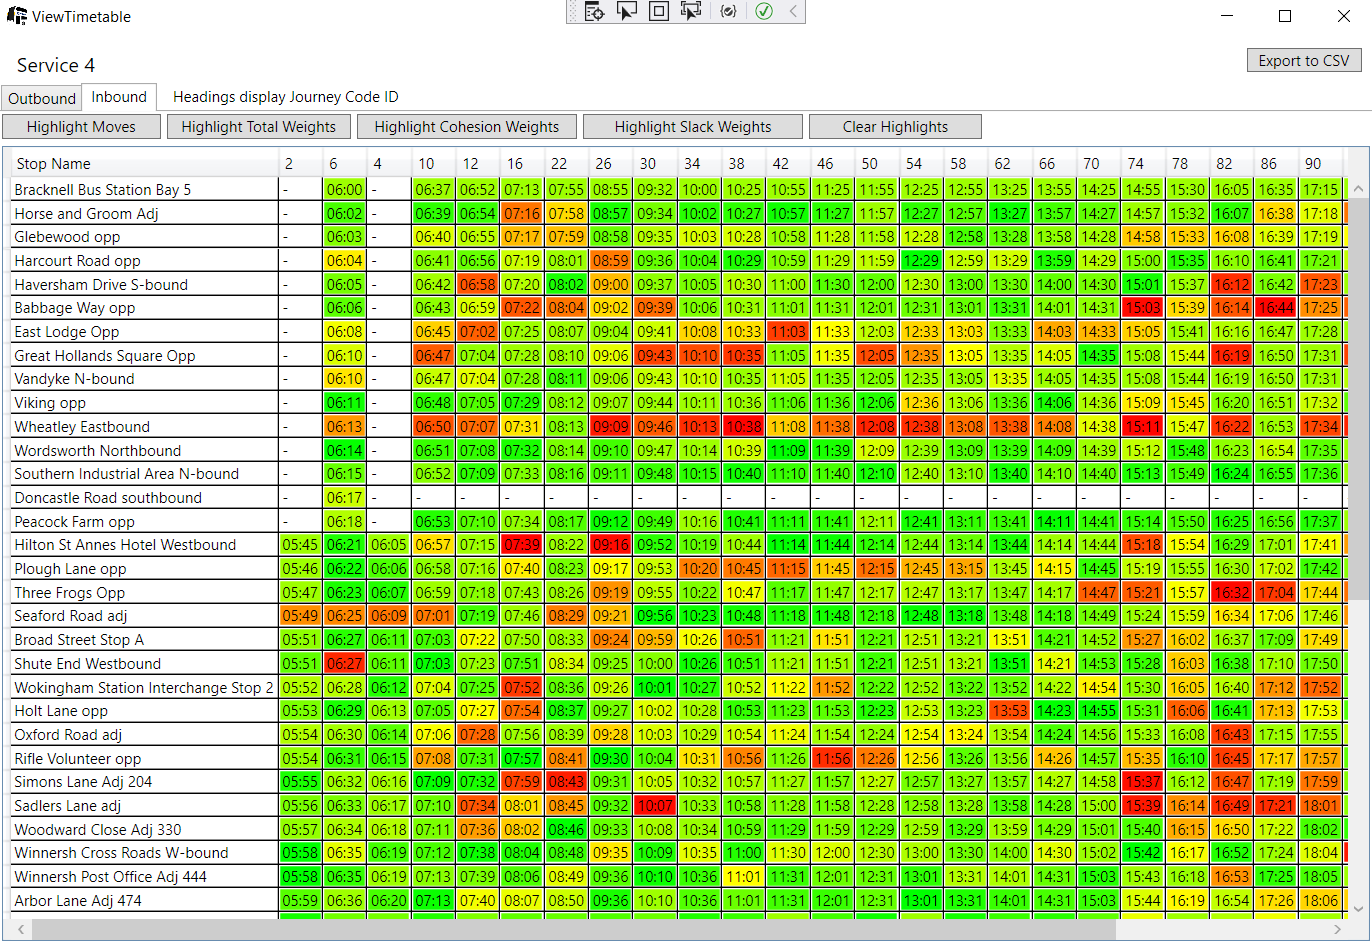 ViewTimetable
Service 4
Export to CSV
Outbound Inbound Headings display Journey Code ID
Highlight Moves Highlight Total Weights Highlight Cohesion Weights Highlight Slack Weights Clear Highlights
Stop Name 2 6 4 10 12 16 22 26 30 34 38 42 46 50 54 58 62 66 70 74 78 82 86 90
Bracknell Bus Station Bay 5 - 06:00 - 06:37 06:52 07:13 07:55 08:55 09:32 10:00 10:25 10:55 11:25 11:55 12:25 12:55 13:25 13:55 14:25 14:55 15:30 16:05 16:35 17:15
Horse and Groom Adj - 06:02 - 06:39 06:54 07:16 07:58 08:57 09:34 10:02 10:27 10:57 11:27 11:57 12:27 12:57 13:27 13:57 14:27 14:57 15:32 16:07 16:38 17:18
Glebewood opp - 06:03 - 06:40 06:55 07:17 07:59 08:58 09:35 10:03 10:28 10:58 11:28 11:58 12:28 12:58 13:28 13:58 14:28 14:58 15:33 16:08 16:39 17:19
Harcourt Road opp - 06:04 - 06:41 06:56 07:19 08:01 08:59 09:36 10:04 10:29 10:59 11:29 11:59 12:29 12:59 13:29 13:59 14:29 15:00 15:35 16:10 16:41 17:21
Haversham Drive S-bound - 06:05 - 06:42 06:58 07:20 08:02 09:00 09:37 10:05 10:30 11:00 11:30 12:00 12:30 13:00 13:30 14:00 14:30 15:01 15:37 16:12 16:42 17:23
Babbage Way opp - 06:06 - 06:43 06:59 07:22 08:04 09:02 09:39 10:06 10:31 11:01 11:31 12:01 12:31 13:01 13:31 14:01 14:31 15:03 15:39 16:14 16:44 17:25
East Lodge Opp - 06:08 - 06:45 07:02 07:25 08:07 09:04 09:41 10:08 10:33 11:03 11:33 12:03 12:33 13:03 13:33 14:03 14:33 15:05 15:41 16:16 16:47 17:28
Great Hollands Square Opp - 06:10 - 06:47 07:04 07:28 08:10 09:06 09:43 10:10 10:35 11:05 11:35 12:05 12:35 13:05 13:35 14:05 14:35 15:08 15:44 16:19 16:50 17:31
Vandyke N-bound - 06:10 - 06:47 07:04 07:28 08:11 09:06 09:43 10:10 10:35 11:05 11:35 12:05 12:35 13:05 13:35 14:05 14:35 15:08 15:44 16:19 16:50 17:31
Viking opp - 06:11 - 06:48 07:05 07:29 08:12 09:07 09:44 10:11 10:36 11:06 11:36 12:06 12:36 13:06 13:36 14:06 14:36 15:09 15:45 16:20 16:51 17:32
Wheatley Eastbound - 06:13 - 06:50 07:07 07:31 08:13 09:09 09:46 10:13 10:38 11:08 11:38 12:08 12:38 13:08 13:38 14:08 14:38 15:11 15:47 16:22 16:53 17:34
Wordsworth Northbound - 06:14 - 06:51 07:08 07:32 08:14 09:10 09:47 10:14 10:39 11:09 11:39 12:09 12:39 13:09 13:39 14:09 14:39 15:12 15:48 16:23 16:54 17:35
Southern Industrial Area N-bound - 06:15 - 06:52 07:09 07:33 08:16 09:11 09:48 10:15 10:40 11:10 11:40 12:10 12:40 13:10 13:40 14:10 14:40 15:13 15:49 16:24 16:55 17:36
Doncastle Road southbound - 06:17 - - - - - - - - - - - - - - - - - - - - - -
Peacock Farm opp - 06:18 - 06:53 07:10 07:34 08:17 09:12 09:49 10:16 10:41 11:11 11:41 12:11 12:41 13:11 13:41 14:11 14:41 15:14 15:50 16:25 16:56 17:37
Hilton St Annes Hotel Westbound 05:45 06:21 06:05 06:57 07:15 07:39 08:22 09:16 09:52 10:19 10:44 11:14 11:44 12:14 12:44 13:14 13:44 14:14 14:44 15:18 15:54 16:29 17:01 17:41
Plough Lane opp 05:46 06:22 06:06 06:58 07:16 07:40 08:23 09:17 09:53 10:20 10:45 11:15 11:45 12:15 12:45 13:15 13:45 14:15 14:45 15:19 15:55 16:30 17:02 17:42
Three Frogs Opp 05:47 06:23 06:07 06:59 07:18 07:43 08:26 09:19 09:55 10:22 10:47 11:17 11:47 12:17 12:47 13:17 13:47 14:17 14:47 15:21 15:57 16:32 17:04 17:44
Seaford Road adj 05:49 06:25 06:09 07:01 07:19 07:46 08:29 09:21 09:56 10:23 10:48 11:18 11:48 12:18 12:48 13:18 13:48 14:18 14:49 15:24 15:59 16:34 17:06 17:46
Broad Street Stop A 05:51 06:27 06:11 07:03 07:22 07:50 08:33 09:24 09:59 10:26 10:51 11:21 11:51 12:21 12:51 13:21 13:51 14:21 14:52 15:27 16:02 16:37 17:09 17:49
Shute End Westbound 05:51 06:27 06:11 07:03 07:23 07:51 08:34 09:25 10:00 10:26 10:51 11:21 11:51 12:21 12:51 13:21 13:51 14:21 14:53 15:28 16:03 16:38 17:10 17:50
Wokingham Station Interchange Stop 2 05:52 06:28 06:12 07:04 07:25 07:52 08:36 09:26 10:01 10:27 10:52 11:22 11:52 12:22 12:52 13:22 13:52 14:22 14:54 15:30 16:05 16:40 17:12 17:52
Holt Lane opp 05:53 06:29 06:13 07:05 07:27 07:54 08:37 09:27 10:02 10:28 10:53 11:23 11:53 12:23 12:53 13:23 13:53 14:23 14:55 15:31 16:06 16:41 17:13 17:53
Oxford Road adj 05:54 06:30 06:14 07:06 07:28 07:56 08:39 09:28 10:03 10:29 10:54 11:24 11:54 12:24 12:54 13:24 13:54 14:24 14:56 15:33 16:08 16:43 17:15 17:55
Rifle Volunteer opp 05:54 06:31 06:15 07:08 07:31 07:57 08:41 09:30 10:04 10:31 10:56 11:26 11:56 12:26 12:56 13:26 13:56 14:26 14:57 15:35 16:10 16:45 17:17 17:57
Simons Lane Adj 204 05:55 06:32 06:16 07:09 07:32 07:59 08:43 09:31 10:05 10:32 10:57 11:27 11:57 12:27 12:57 13:27 13:57 14:27 14:58 15:37 16:12 16:47 17:19 17:59
Sadlers Lane adj 05:56 06:33 06:17 07:10 07:34 08:01 08:45 09:32 10:07 10:33 10:58 11:28 11:58 12:28 12:58 13:28 13:58 14:28 15:00 15:39 16:14 16:49 17:21 18:01
Woodward Close Adj 330 05:57 06:34 06:18 07:11 07:36 08:02 08:46 09:33 10:08 10:34 10:59 11:29 11:59 12:29 12:59 13:29 13:59 14:29 15:01 15:40 16:15 16:50 17:22 18:02
Winnersh Cross Roads W-bound 05:58 06:35 06:19 07:12 07:38 08:04 08:48 09:35 10:09 10:35 11:00 11:30 12:00 12:30 13:00 13:30 14:00 14:30 15:02 15:42 16:17 16:52 17:24 18:04
Winnersh Post Office Adj 444 05:58 06:35 06:19 07:13 07:39 08:06 08:49 09:36 10:10 10:36 11:01 11:31 12:01 12:31 13:01 13:31 14:01 14:31 15:03 15:43 16:18 16:53 17:25 18:05
Arbor Lane Adj 474 05:59 06:36 06:20 07:13 07:40 08:07 08:50 09:36 10:10 10:36 11:01 11:31 12:01 12:31 13:01 13:31 14:01 14:31 15:03 15:44 16:19 16:54 17:26 18:06